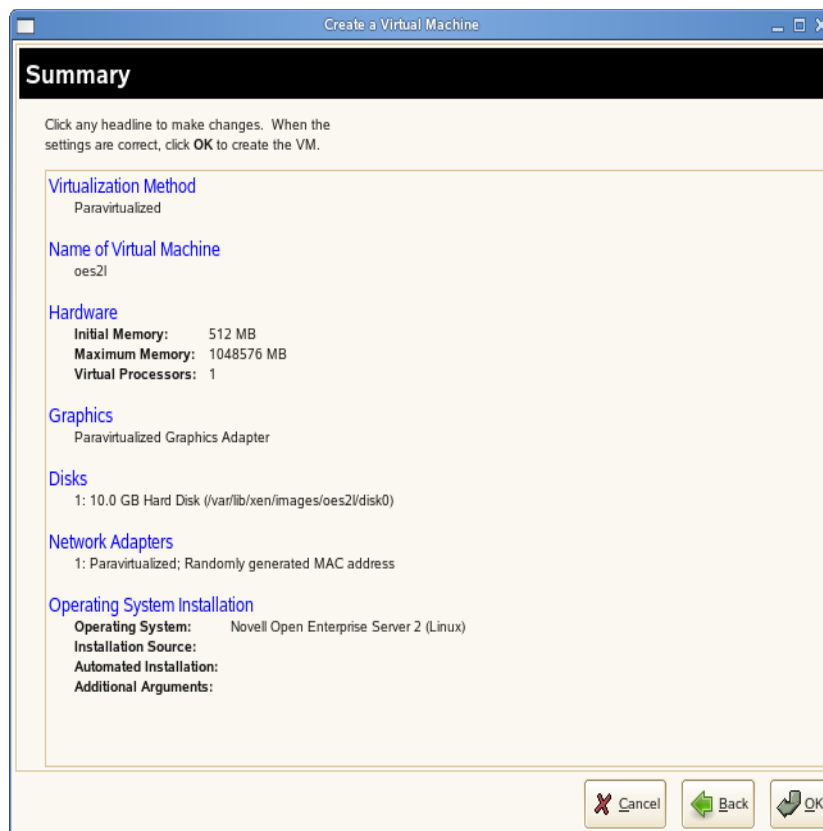 Create a Virtual Machine
Summary
Click any headline to make changes. When the
settings are correct, click OK to create the VM.
Virtualization Method
Paravirtualized
Name of Virtual Machine
oes2l
Hardware
Initial Memory: 512 MB
Maximum Memory: 1048576 MB
Virtual Processors: 1
Graphics
Paravirtualized Graphics Adapter
Disks
1: 10.0 GB Hard Disk (/var/lib/xen/images/oes2l/disk0)
Network Adapters
1: Paravirtualized; Randomly generated MAC address
Operating System Installation
Operating System: Novell Open Enterprise Server 2 (Linux)
Installation Source:
Automated Installation:
Additional Arguments:
Cancel Back OK